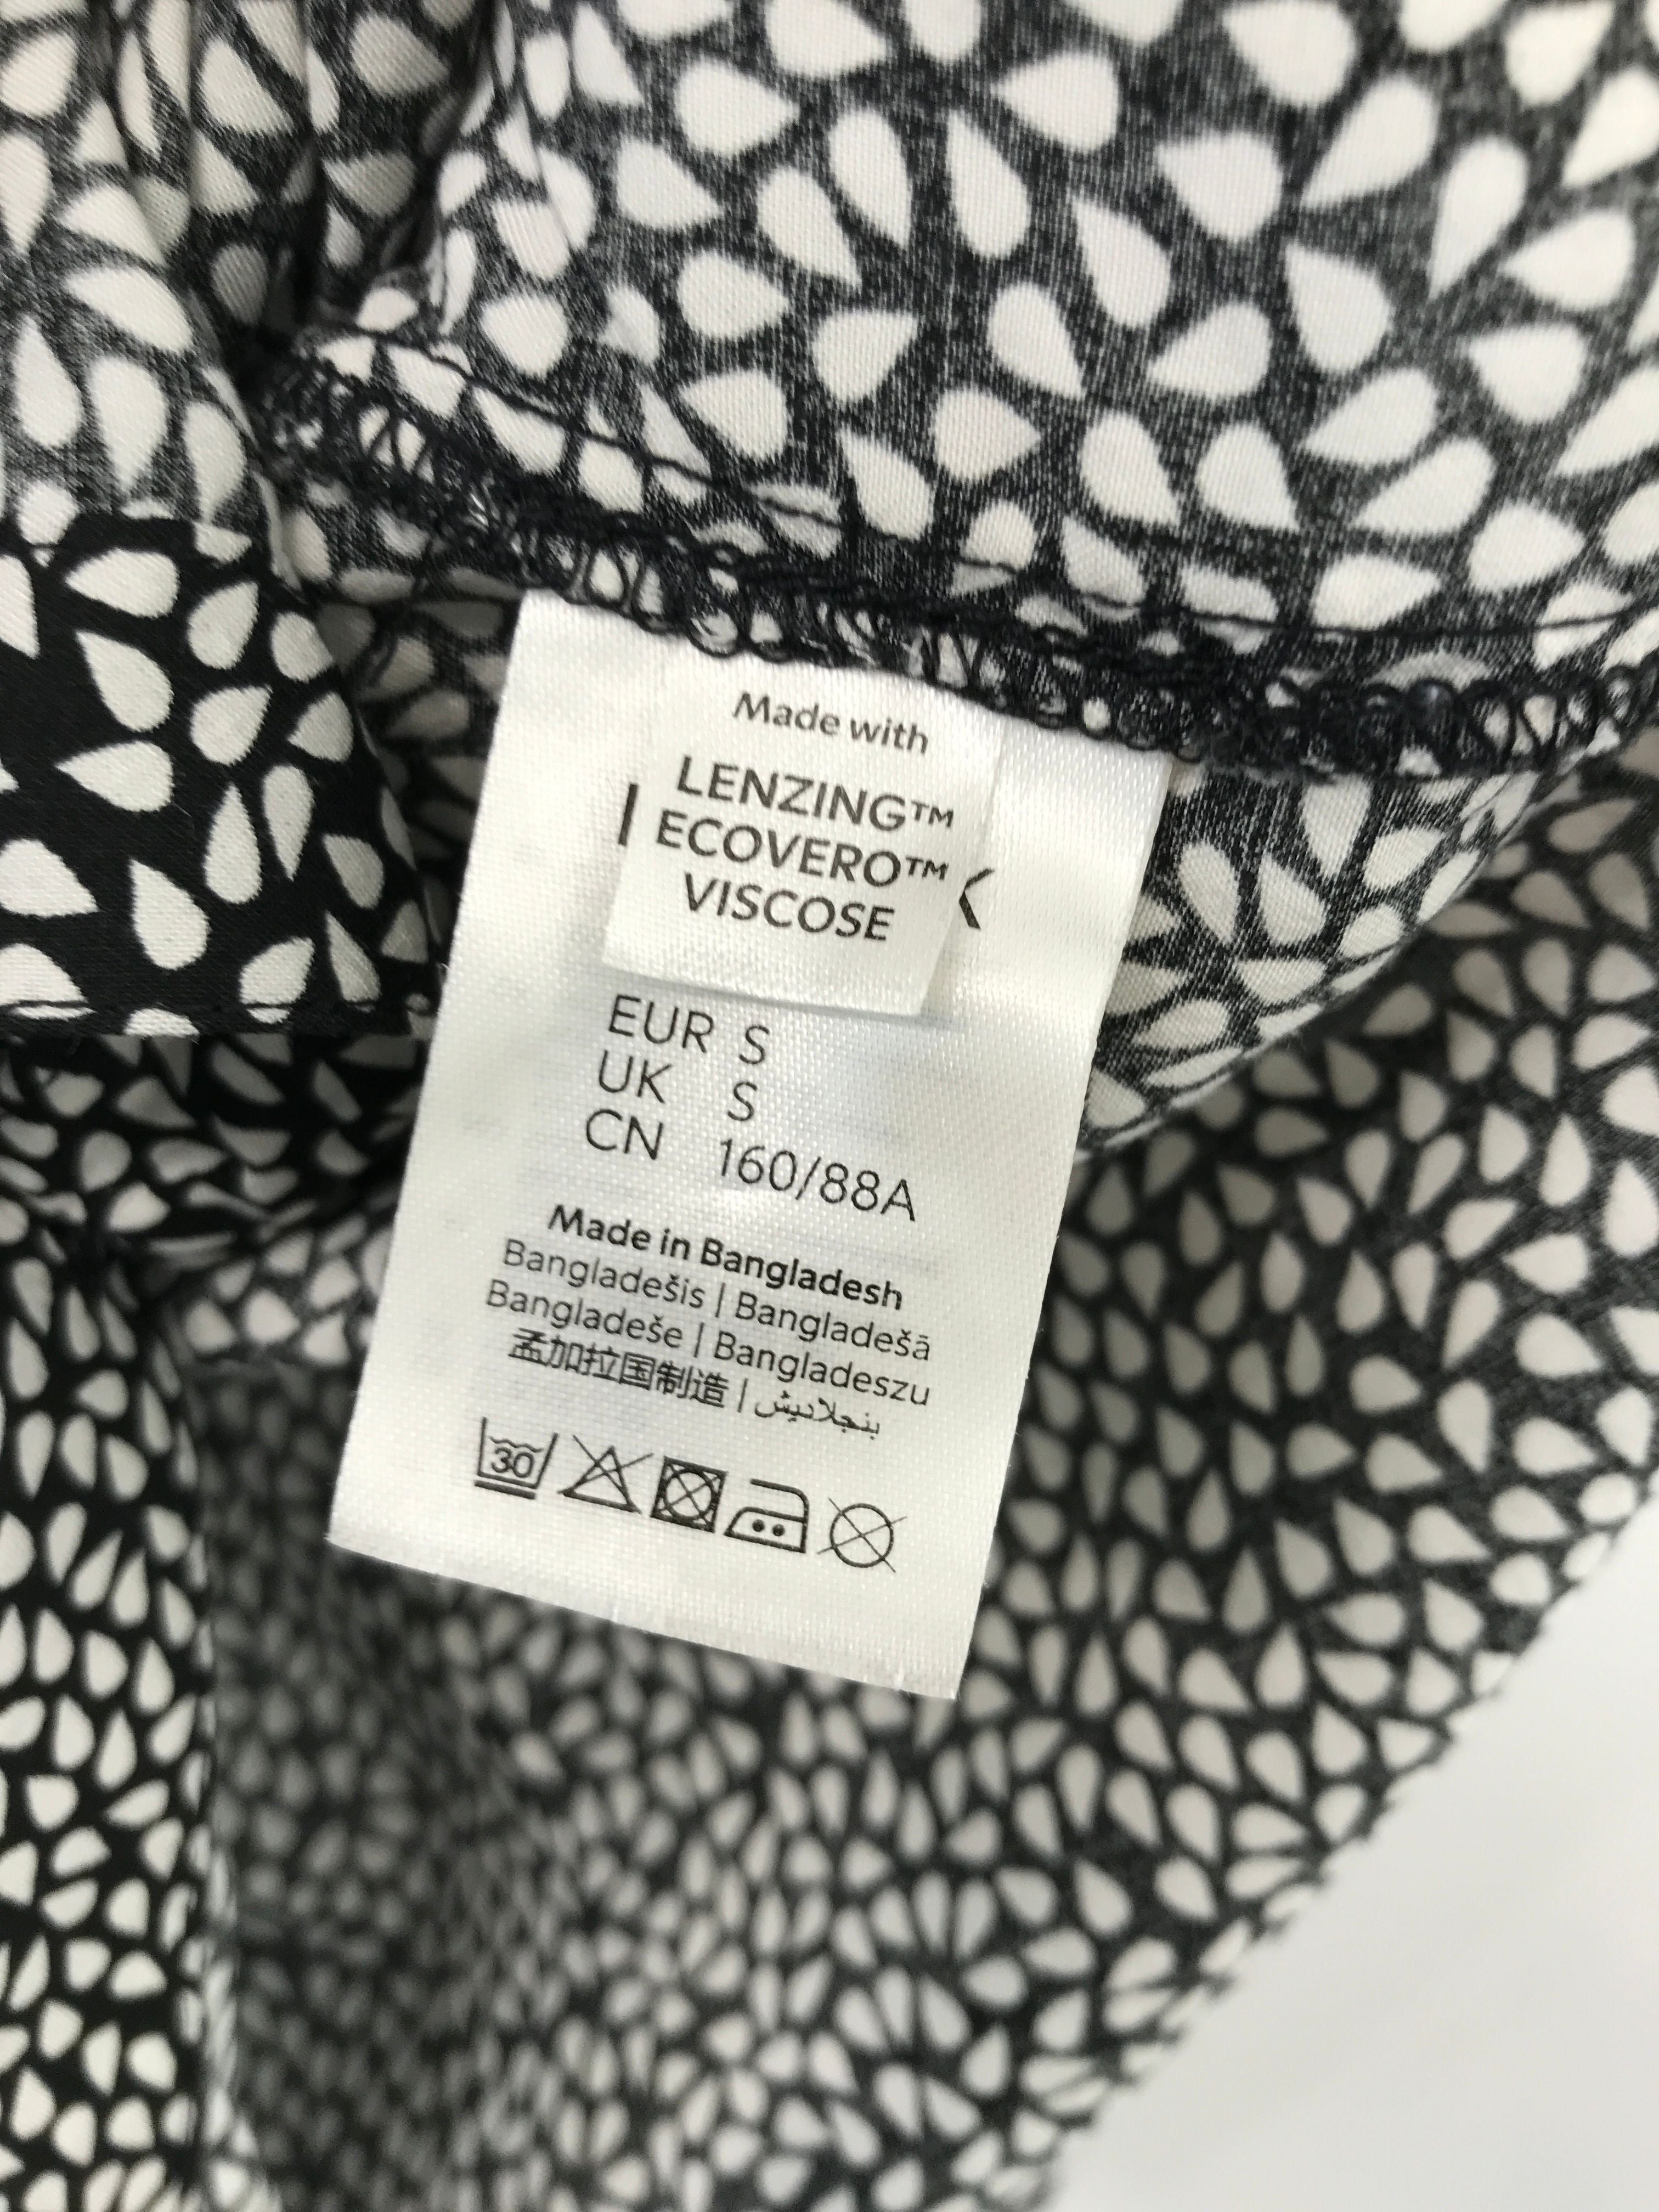 Made with
LENZING™
ECOVERO™
VISCOSE
EUR S
UK S
CN 160/88A
Made in Bangladesh
Bangladešis | Bangladešā
Bangladeše | Bangladeszu
孟加拉国制造 | بنجلاديش
30